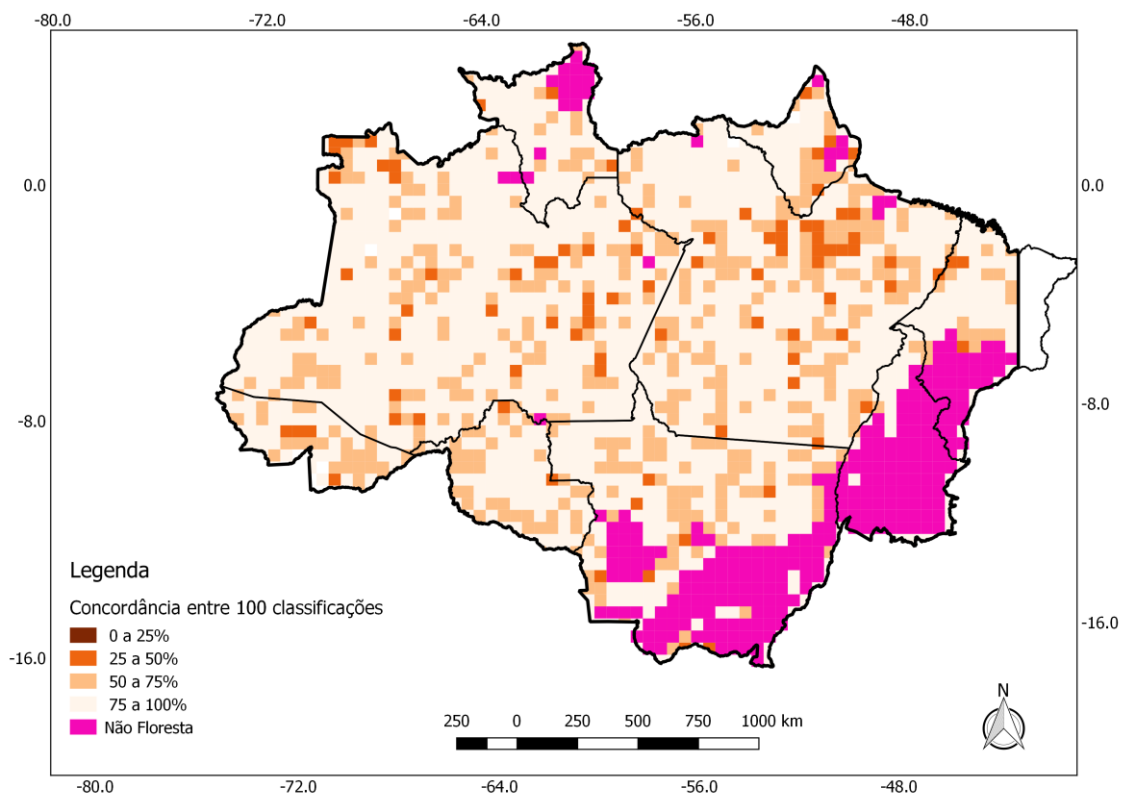 -80.0 -72.0 -64.0 -56.0 -48.0
0.0 0.0
-8.0 -8.0
-16.0 -16.0
Legenda
Concordância entre 100 classificações
0 a 25%
25 a 50%
50 a 75%
75 a 100%
Não Floresta
250 0 250 500 750 1000 km
N
-80.0 -72.0 -64.0 -56.0 -48.0